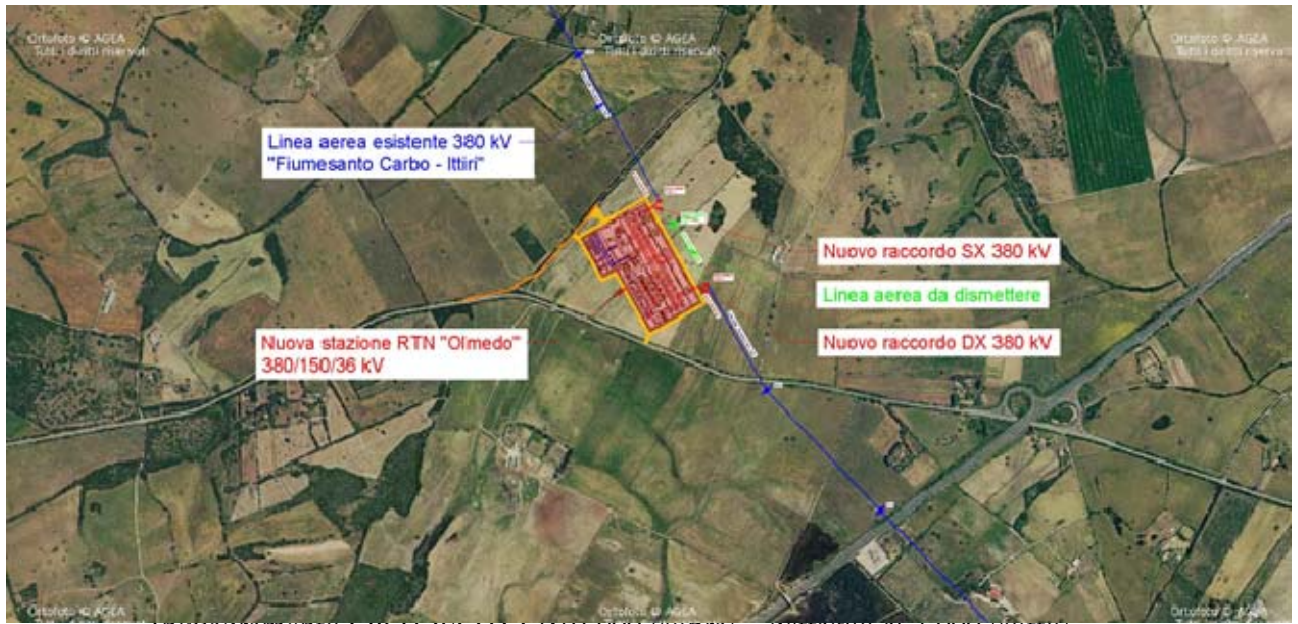 Ortofoto © AGEA
Tutti i diritti riservati
Ortofoto © AGEA
Tutti i diritti riservati
Ortofoto © AGEA
Tutti i diritti riservati
Linea aerea esistente 380 kV
"Fiumesanto Carbo - Ittiri"
Nuovo raccordo SX 380 kV
Linea aerea da dismettere
Nuovo raccordo DX 380 kV
Nuova stazione RTN "Olmedo"
380/150/36 kV
Ortofoto © AGEA
Ortofoto © AGEA
Ortofoto © AGEA